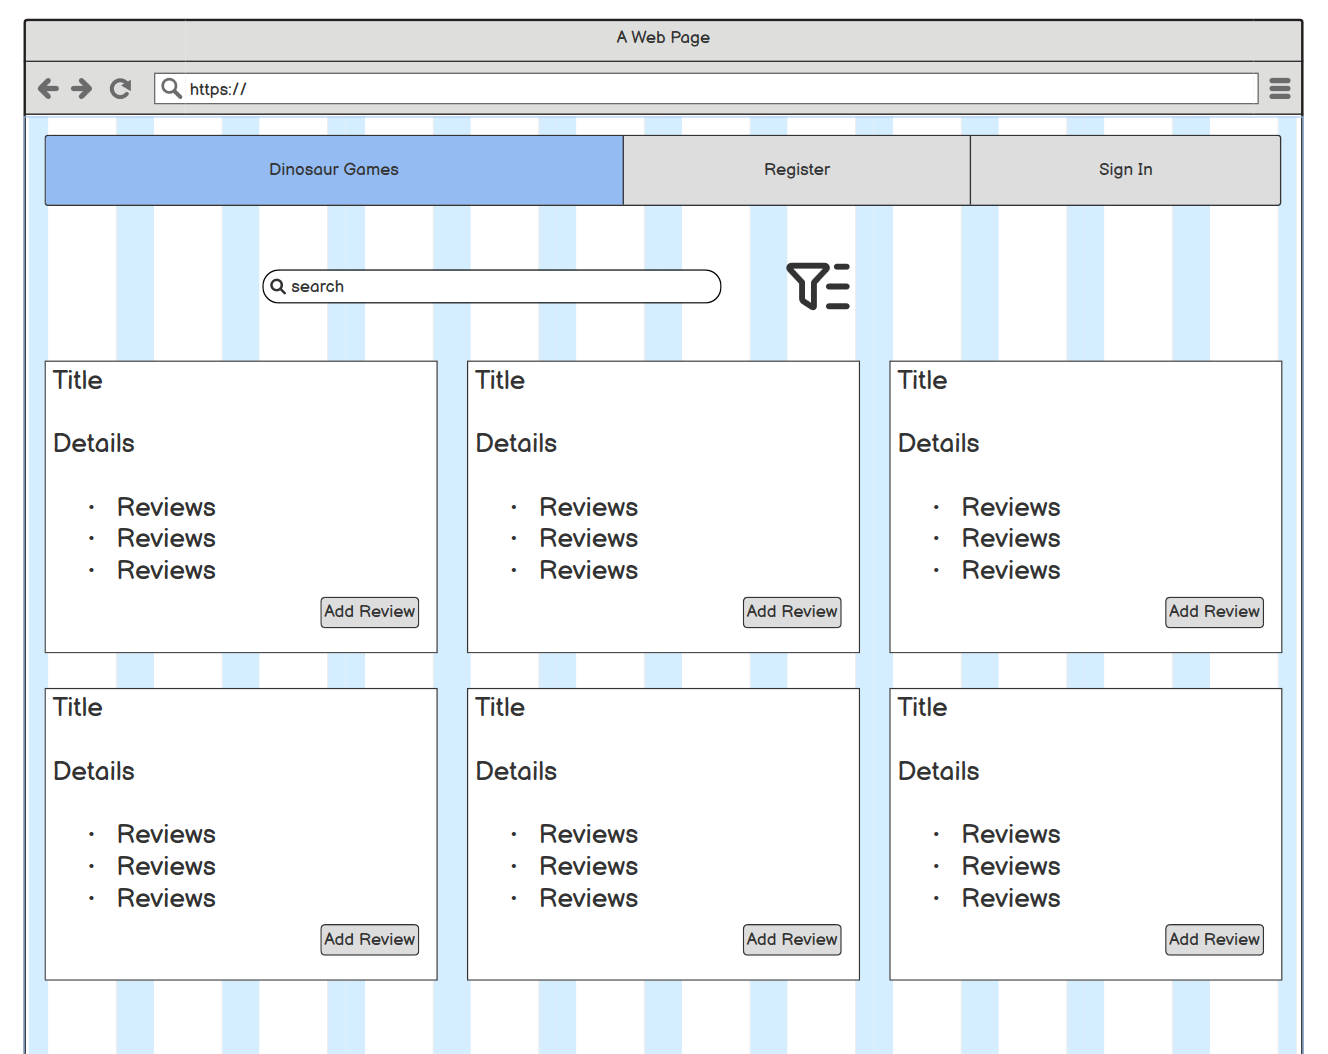 A Web Page
https://
Dinosaur Games Register Sign In
search
Title Title Title
Details Details Details
• Reviews • Reviews • Reviews
• Reviews • Reviews • Reviews
• Reviews • Reviews • Reviews
Add Review Add Review Add Review
Title Title Title
Details Details Details
• Reviews • Reviews • Reviews
• Reviews • Reviews • Reviews
• Reviews • Reviews • Reviews
Add Review Add Review Add Review